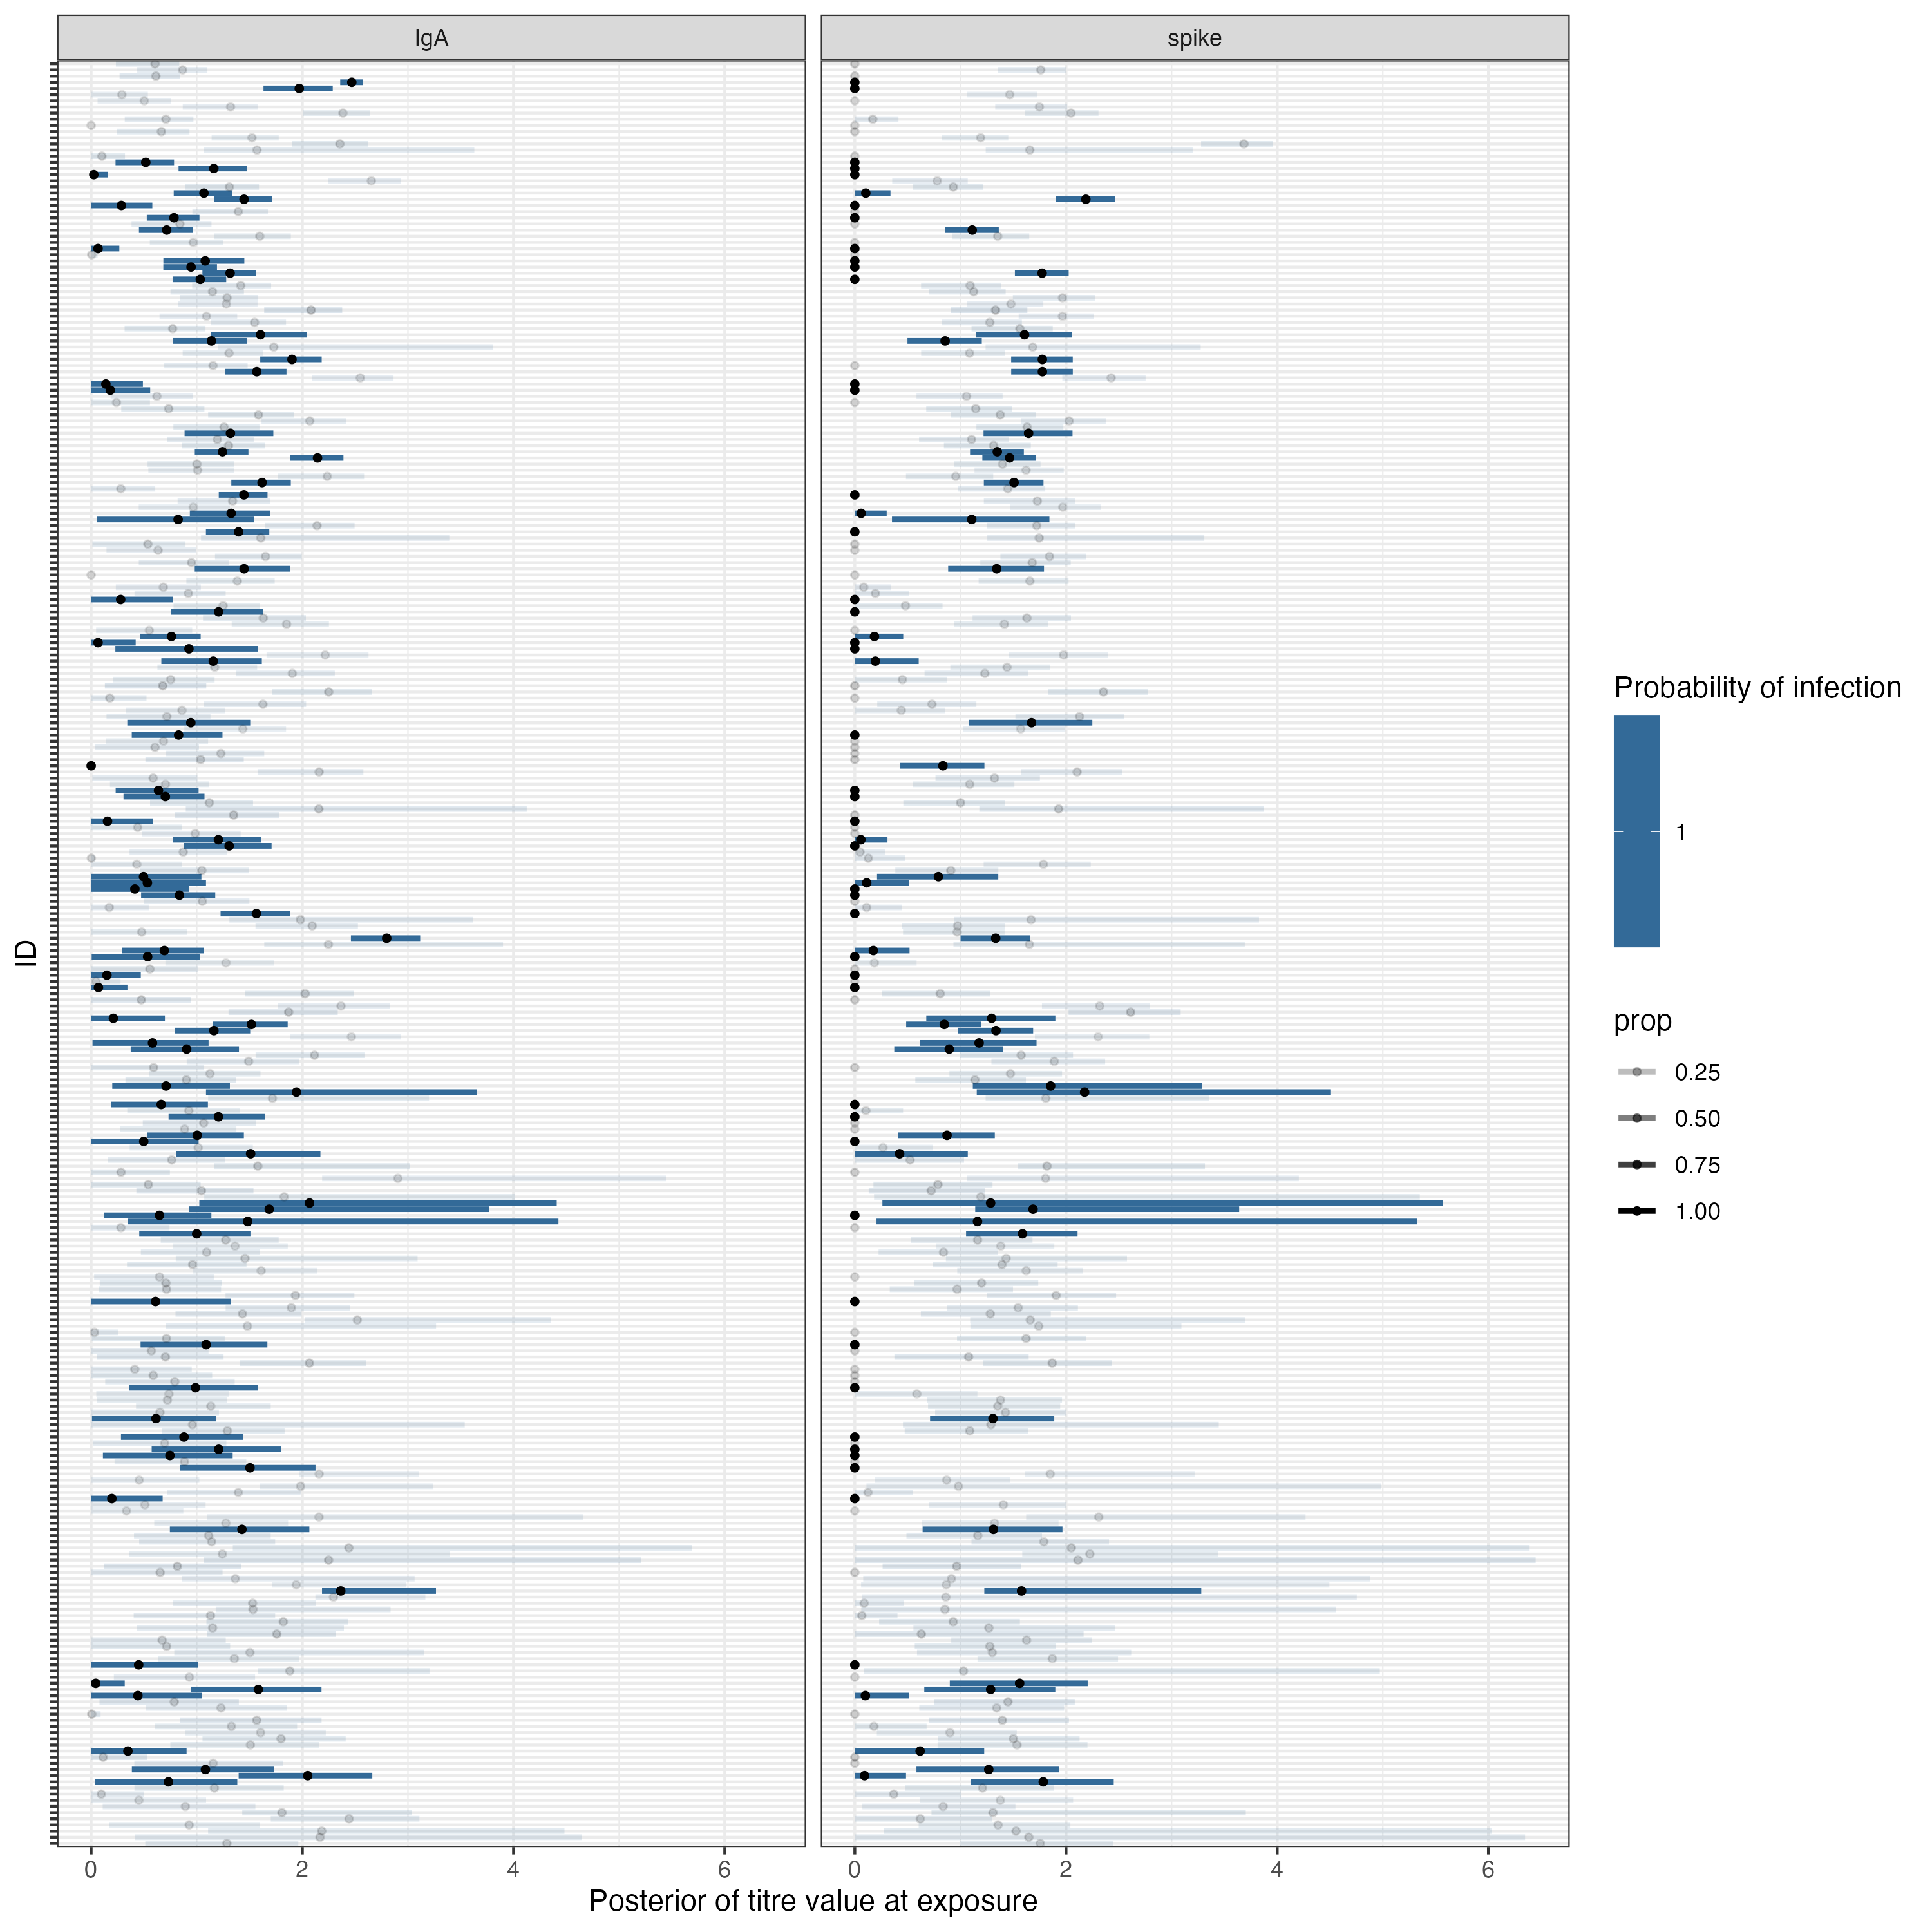 IgA
spike
ID
0
2
4
6
0
2
4
6
Posterior of titre value at exposure
Probability of infection
1
prop
0.25
0.50
0.75
1.00